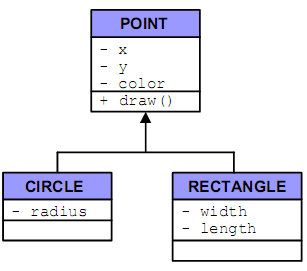 POINT
- x
- y
- color
+ draw()
CIRCLE
- radius
RECTANGLE
- width
- length